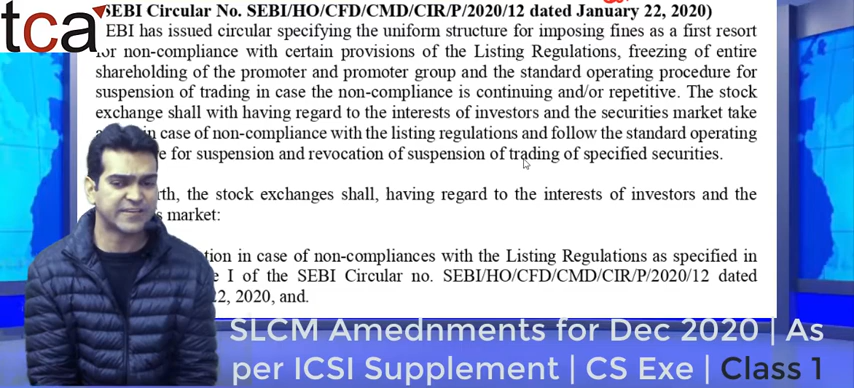 tca
SEBI Circular No. SEBI/HO/CFD/CMD/CIR/P/2020/12 dated January 22, 2020)
EBI has issued circular specifying the uniform structure for imposing fines as a first resort
for non-compliance with certain provisions of the Listing Regulations, freezing of entire
shareholding of the promoter and promoter group and the standard operating procedure for
suspension of trading in case the non-compliance is continuing and/or repetitive. The stock
exchange shall with having regard to the interests of investors and the securities market take
in case of non-compliance with the listing regulations and follow the standard operating
e for suspension and revocation of suspension of trading of specified securities.
rth, the stock exchanges shall, having regard to the interests of investors and the
s market:
tion in case of non-compliances with the Listing Regulations as specified in
e I of the SEBI Circular no. SEBI/HO/CFD/CMD/CIR/P/2020/12 dated
22, 2020, and.
SLCM Amednments for Dec 2020 | As
per ICSI Supplement | CS Exe | Class 1